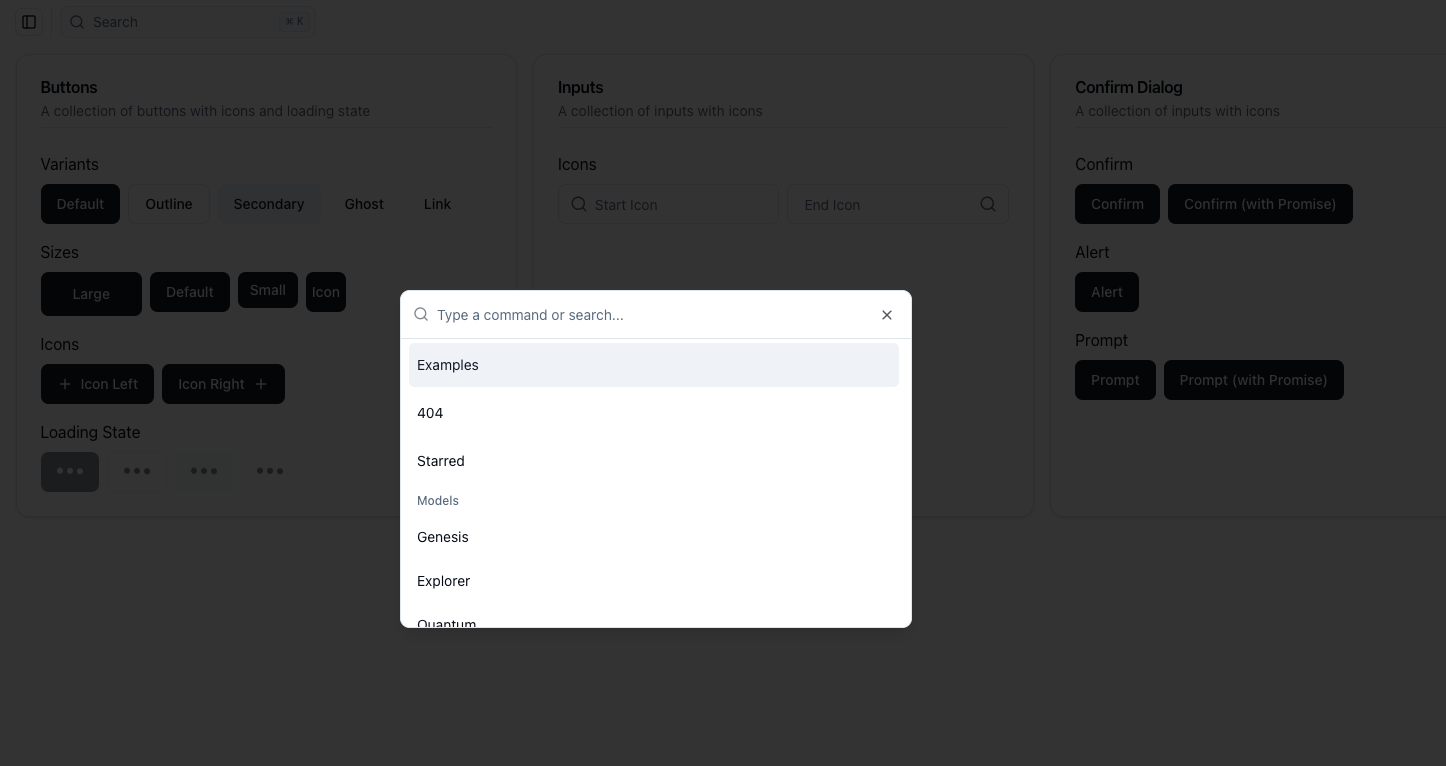 Search ⌘ K
Buttons
A collection of buttons with icons and loading state
Variants
Default Outline Secondary Ghost Link
Sizes
Large Default Small Icon
Icons
Icon Left Icon Right
Loading State
Inputs
A collection of inputs with icons
Icons
Start Icon End Icon
Confirm Dialog
A collection of inputs with icons
Confirm
Confirm Confirm (with Promise)
Alert
Alert
Prompt
Prompt Prompt (with Promise)
Type a command or search...
Examples
404
Starred
Models
Genesis
Explorer
Quantum